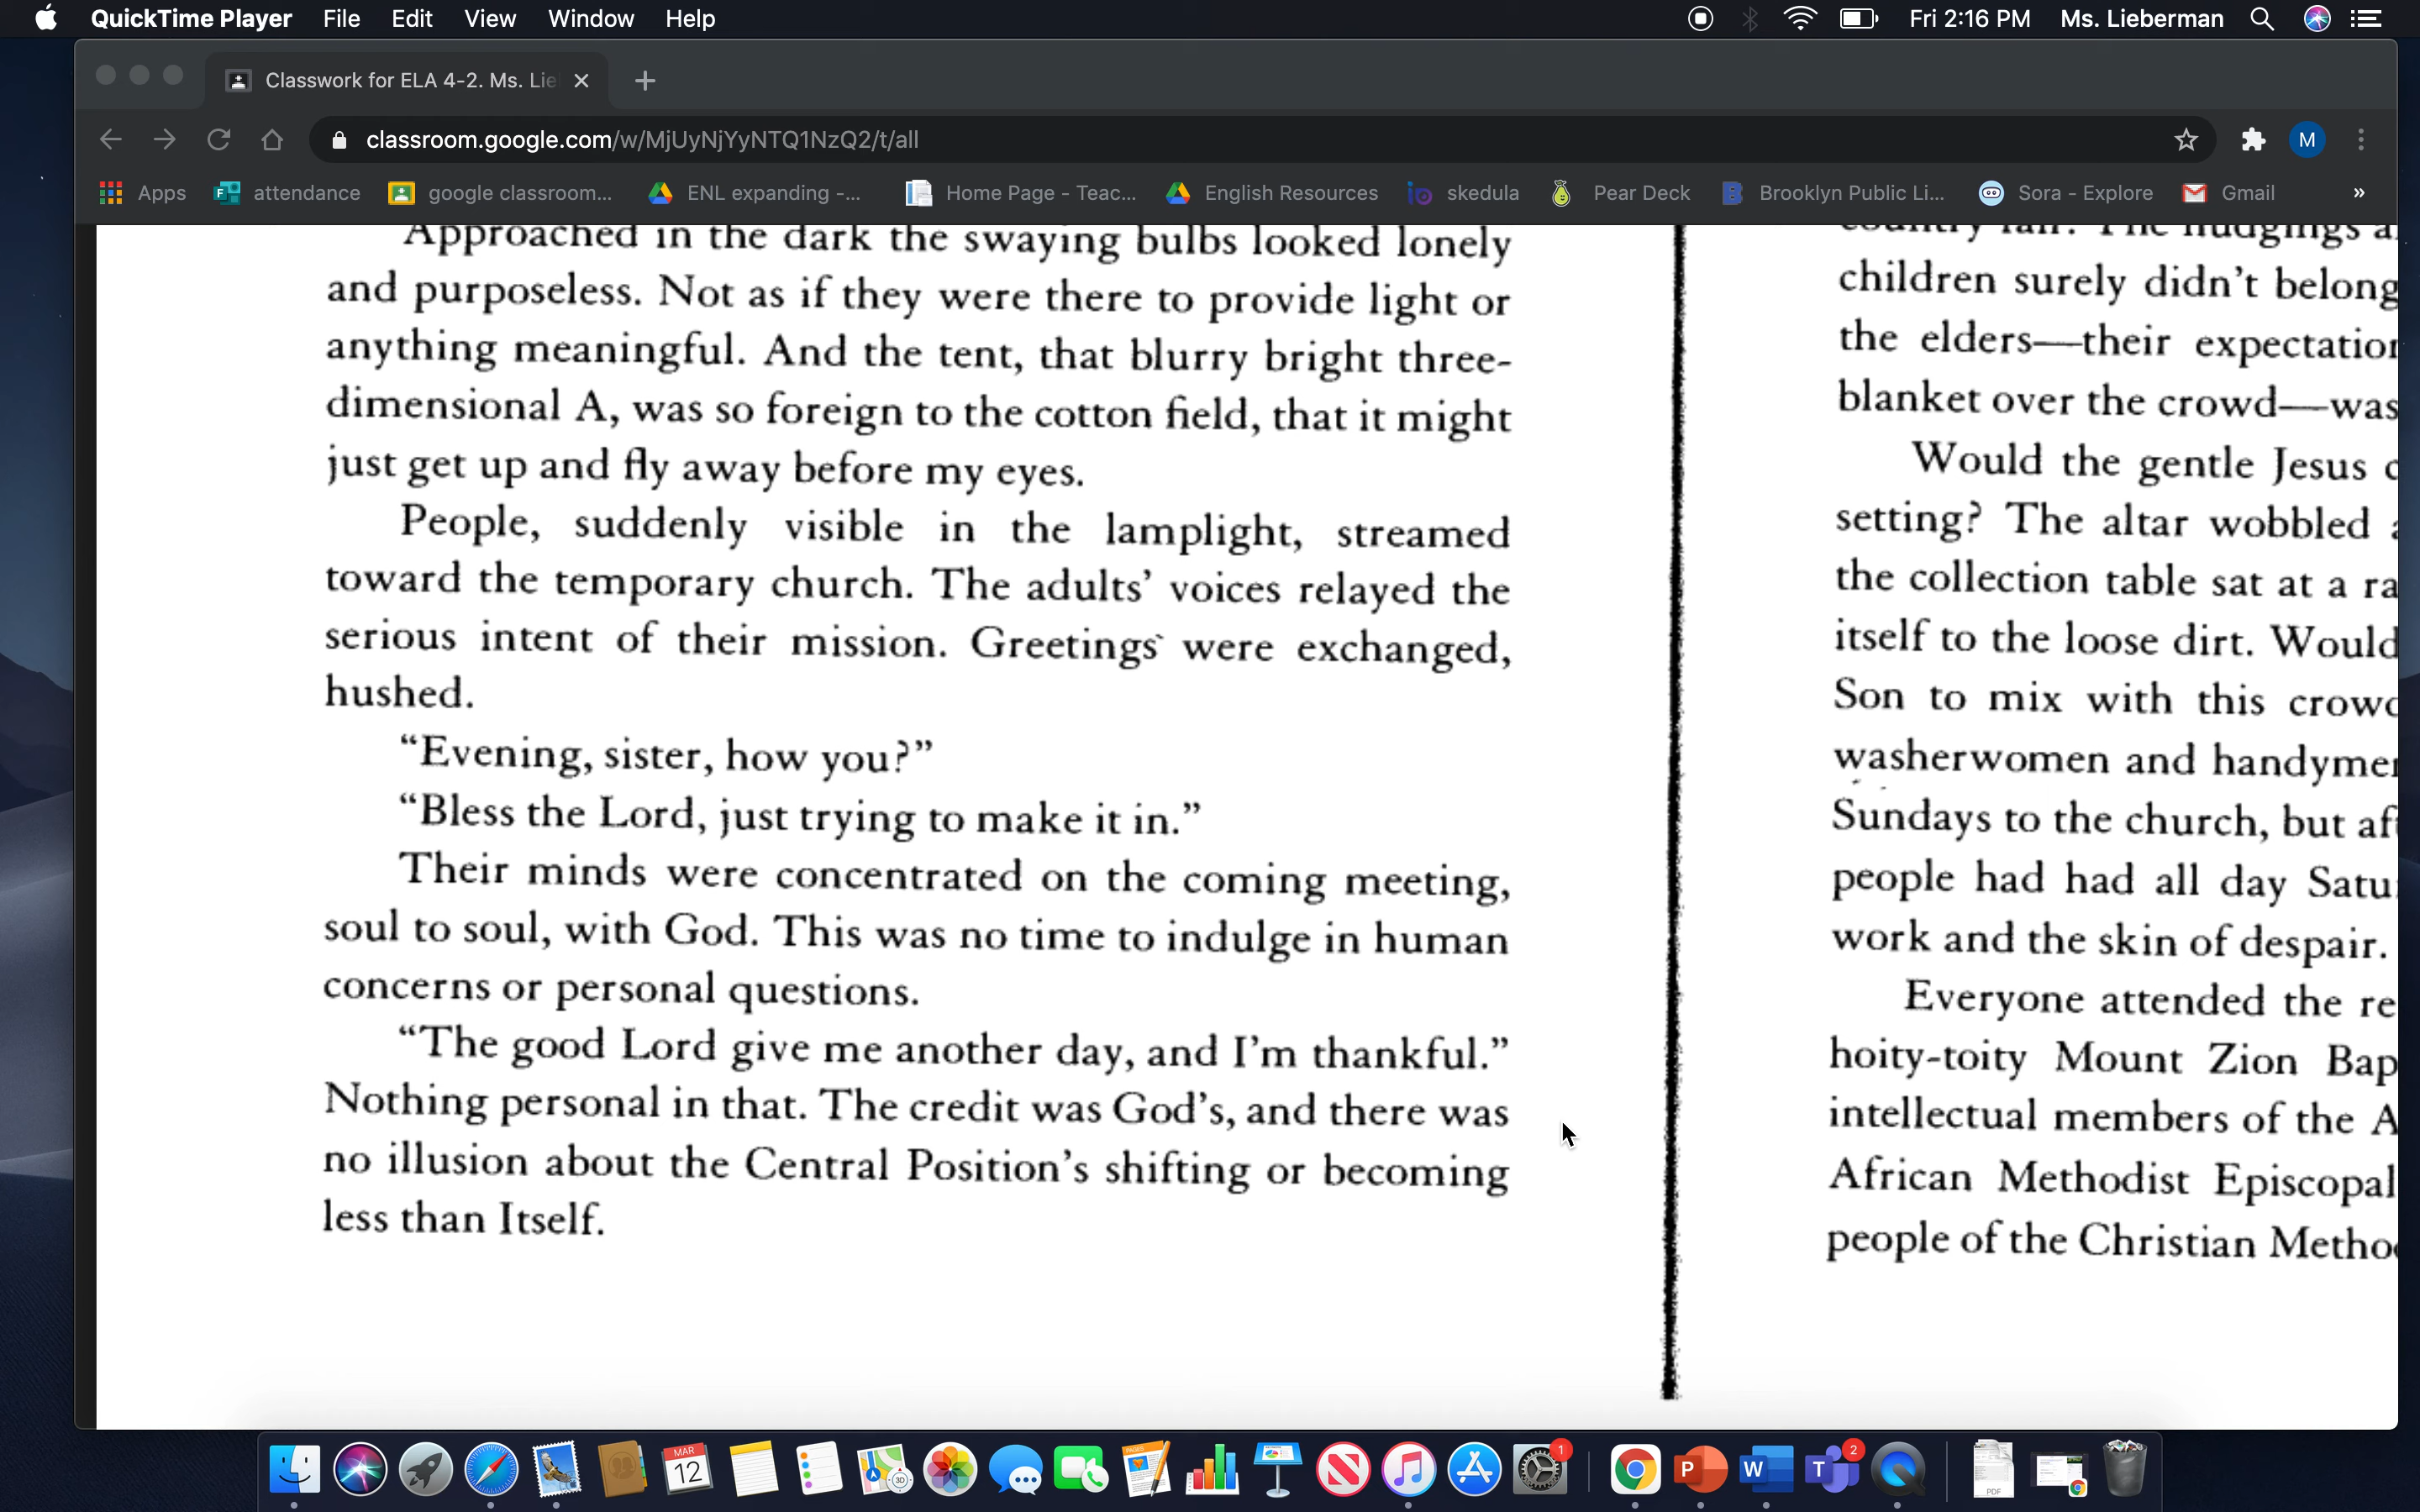 QuickTime Player File Edit View Window Help Fri 2:16 PM Ms. Lieberman
Classwork for ELA 4-2. Ms. Lie
classroom.google.com/w/MjUyNjYyNTQ1NzQ2/t/all M
Apps attendance google classroom... ENL expanding -... Home Page - Teac... English Resources skedula Pear Deck Brooklyn Public Li... Sora - Explore Gmail »
Approached in the dark the swaying bulbs looked lonely
and purposeless. Not as if they were there to provide light or
anything meaningful. And the tent, that blurry bright three-
dimensional A, was so foreign to the cotton field, that it might
just get up and fly away before my eyes.
People, suddenly visible in the lamplight, streamed
toward the temporary church. The adults' voices relayed the
serious intent of their mission. Greetings were exchanged,
hushed.
“Evening, sister, how you?”
“Bless the Lord, just trying to make it in.”
Their minds were concentrated on the coming meeting,
soul to soul, with God. This was no time to indulge in human
concerns or personal questions.
“The good Lord give me another day, and I'm thankful.”
Nothing personal in that. The credit was God's, and there was
no illusion about the Central Position's shifting or becoming
less than Itself.
children surely didn't belong
the elders—their
blanket over the crowd—was
Would the gentle Jesus
setting? The altar wobbled
the collection table sat at a
itself to the loose dirt. Would
Son to mix with this
washerwomen and
Sundays to the church, but
people had had all day
work and the skin of despair.
Everyone attended the
hoity-toity Mount Zion
intellectual members of the A
African Methodist Episcopal
people of the Christian
MAR
12
PAGES
3D
1
P
W
T
2
PDF